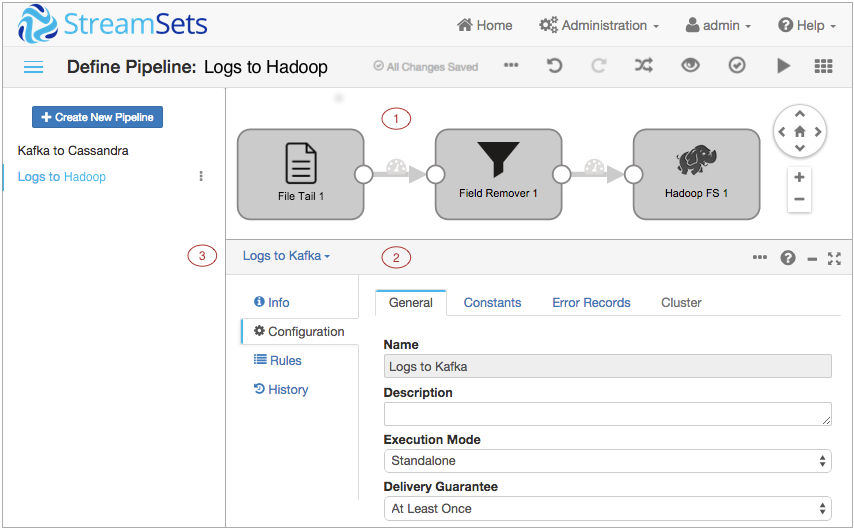 StreamSets
Home Administration admin Help
Define Pipeline: Logs to Hadoop
All Changes Saved
Create New Pipeline
Kafka to Cassandra
Logs to Hadoop
1
File Tail 1
Field Remover 1
Hadoop FS 1
3
Logs to Kafka
2
Info
Configuration
Rules
History
General Constants Error Records Cluster
Name
Logs to Kafka
Description
Execution Mode
Standalone
Delivery Guarantee
At Least Once